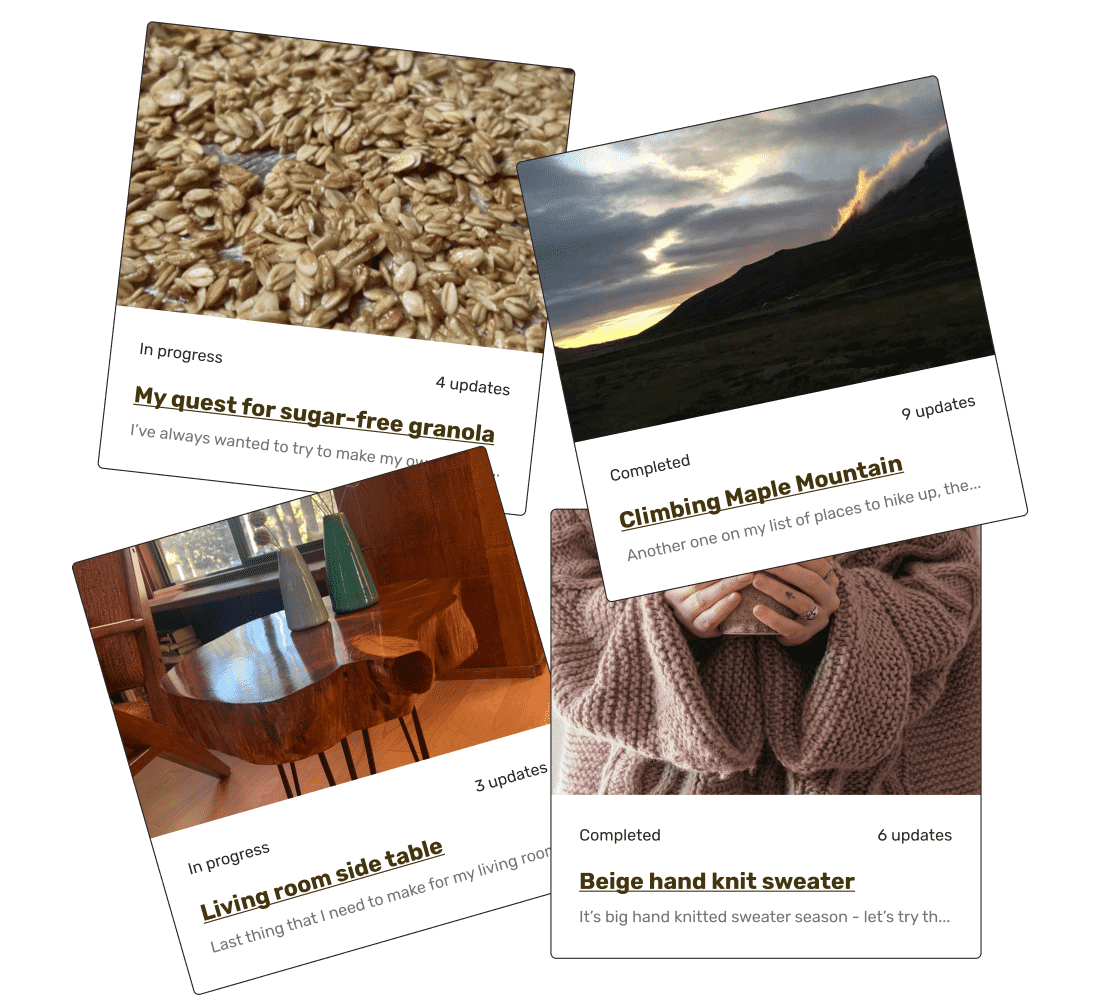 In progress
4 updates
My quest for sugar-free granola
I've always wanted to try to make my
Completed
9 updates
Climbing Maple Mountain
Another one on my list of places to hike up, the...
In progress
3 updates
Living room side table
Last thing that I need to make for my living room
Completed
6 updates
Beige hand knit sweater
It's big hand knitted sweater season - let's try th...